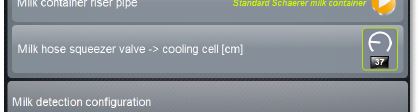 Milk container riser pipe
Standard Schaerer milk container
Milk hose squeezer valve -> cooling cell [cm]
37
Milk detection configuration